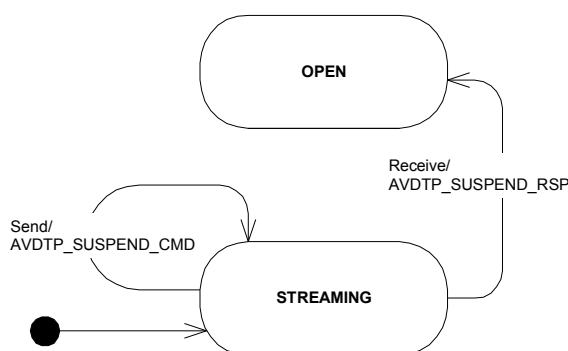 OPEN
Receive/
AVDTP_SUSPEND_RSP
Send/
AVDTP_SUSPEND_CMD
STREAMING